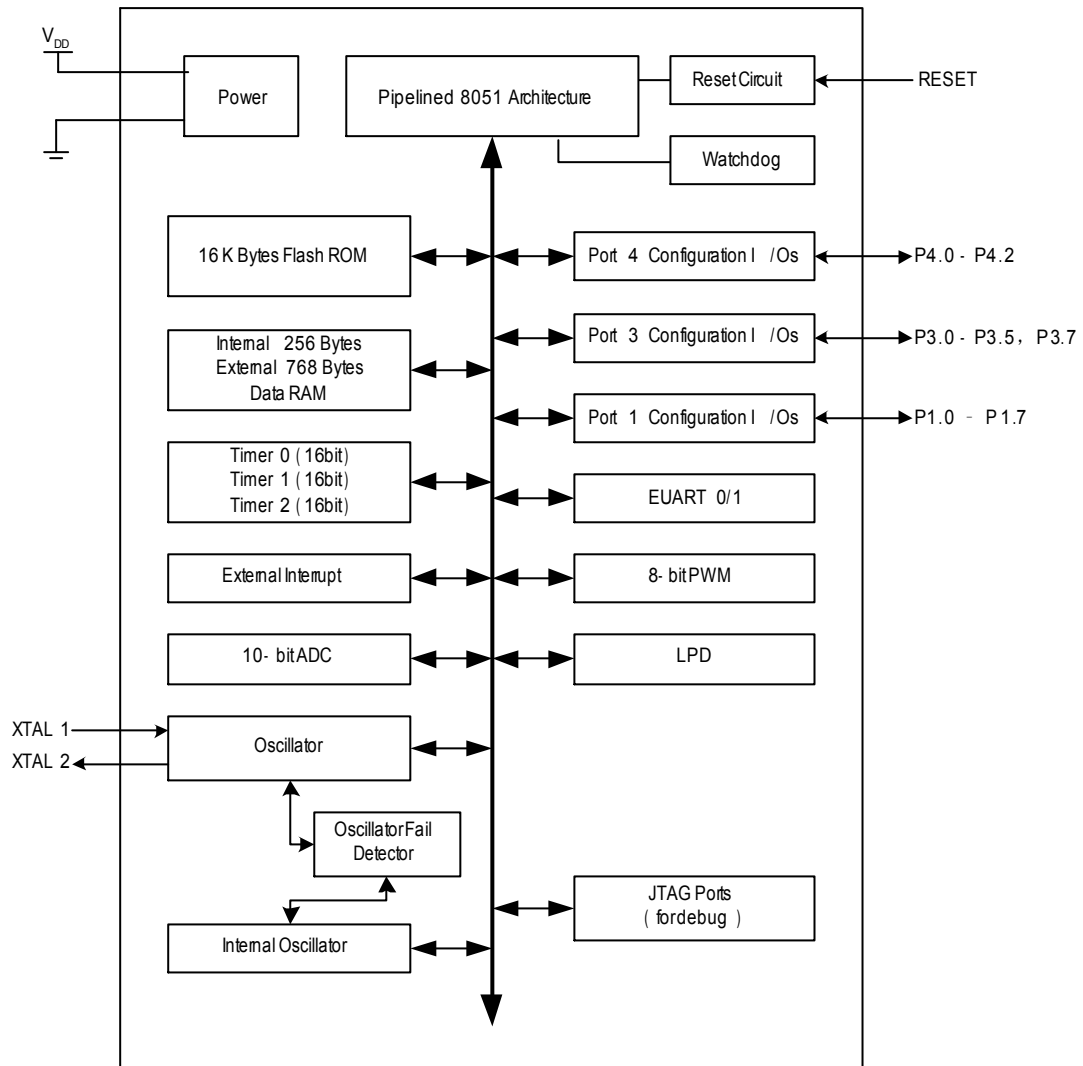 VDD
Power
Pipelined 8051 Architecture
Reset Circuit
RESET
Watchdog
16 K Bytes Flash ROM
Port 4 Configuration I /Os
P4.0 - P4.2
Internal 256 Bytes
External 768 Bytes
Data RAM
Port 3 Configuration I /Os
P3.0 - P3.5, P3.7
Port 1 Configuration I /Os
P1.0 - P1.7
Timer 0 ( 16bit)
Timer 1 ( 16bit)
Timer 2 ( 16bit)
EUART 0/1
External Interrupt
8- bit PWM
10- bit ADC
LPD
XTAL 1
XTAL 2
Oscillator
Oscillator Fail
Detector
JTAG Ports
( for debug )
Internal Oscillator